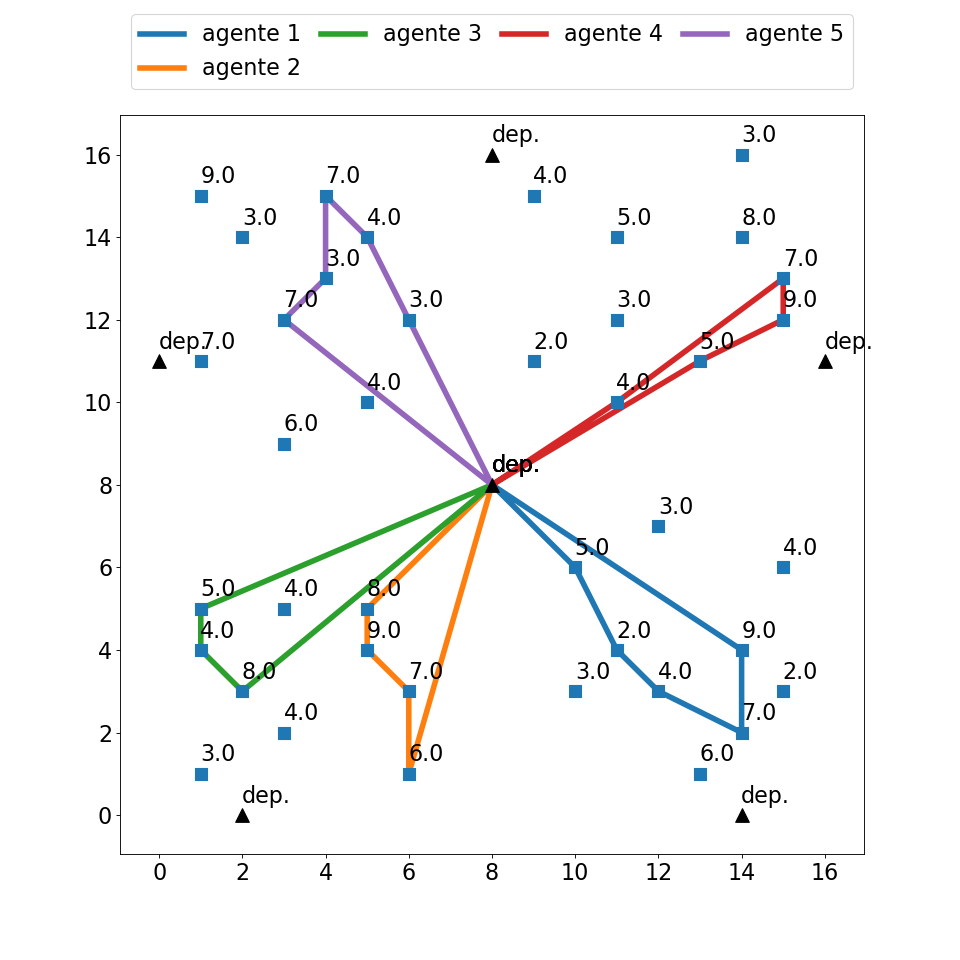 agente 1 agente 3 agente 4 agente 5
agente 2
dep. 3.0
16
9.0 7.0 4.0
3.0 4.0 5.0 8.0
14
3.0 7.0
7.0 3.0 3.0 9.0
12
dep. 7.0 2.0 5.0 dep.
4.0 4.0
10
6.0
dep. dep.
8
3.0
5.0 4.0
6
5.0 4.0 8.0
4.0 9.0 2.0 9.0
4
8.0 7.0 3.0 4.0 2.0
4.0 7.0
2
3.0 6.0 6.0
dep. dep.
0
0 2 4 6 8 10 12 14 16